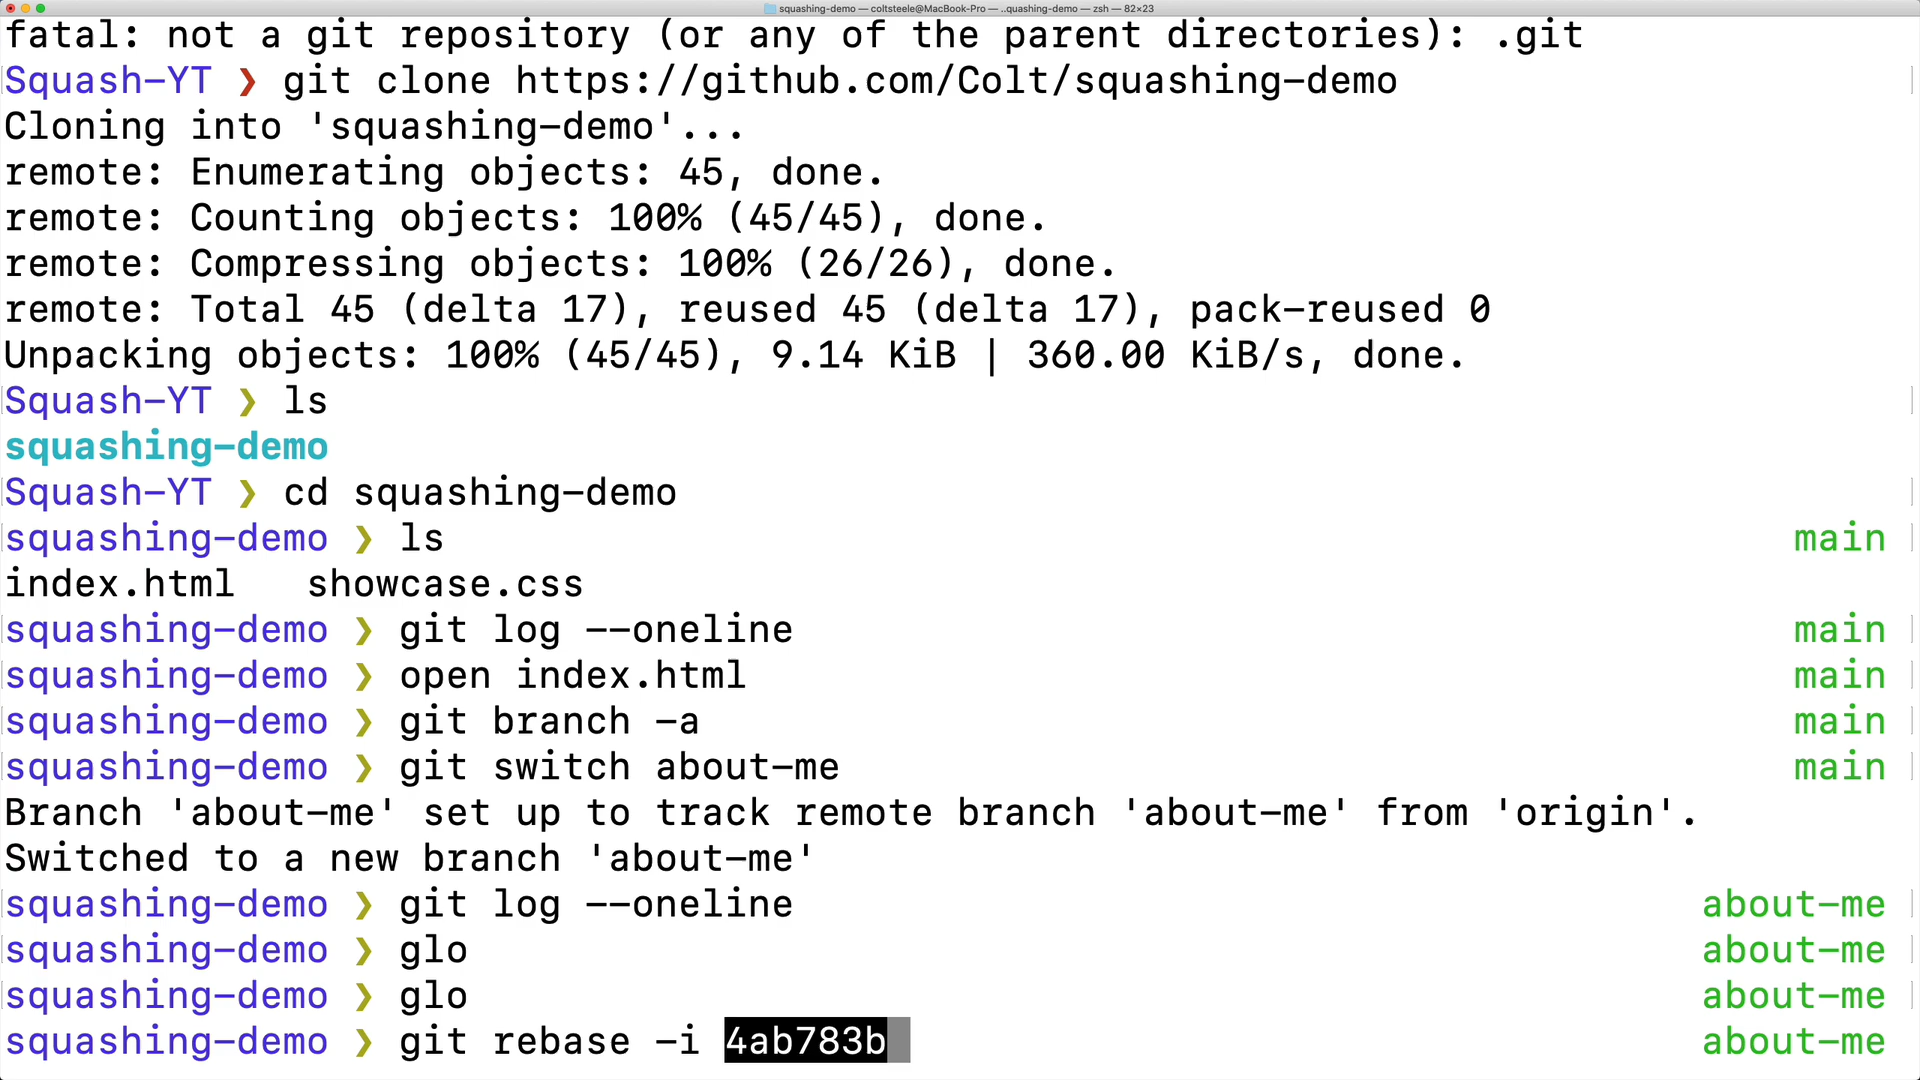 squashing-demo — coltsteele@MacBook-Pro — ..quashing-demo — zsh — 82×23
fatal: not a git repository (or any of the parent directories): .git
Squash-YT ❯ git clone https://github.com/Colt/squashing-demo
Cloning into 'squashing-demo'...
remote: Enumerating objects: 45, done.
remote: Counting objects: 100% (45/45), done.
remote: Compressing objects: 100% (26/26), done.
remote: Total 45 (delta 17), reused 45 (delta 17), pack-reused 0
Unpacking objects: 100% (45/45), 9.14 KiB | 360.00 KiB/s, done.
Squash-YT ❯ ls
squashing-demo
Squash-YT ❯ cd squashing-demo
squashing-demo ❯ ls main
index.html showcase.css
squashing-demo ❯ git log --oneline main
squashing-demo ❯ open index.html main
squashing-demo ❯ git branch -a main
squashing-demo ❯ git switch about-me main
Branch 'about-me' set up to track remote branch 'about-me' from 'origin'.
Switched to a new branch 'about-me'
squashing-demo ❯ git log --oneline about-me
squashing-demo ❯ glo about-me
squashing-demo ❯ glo about-me
squashing-demo ❯ git rebase -i 4ab783b about-me